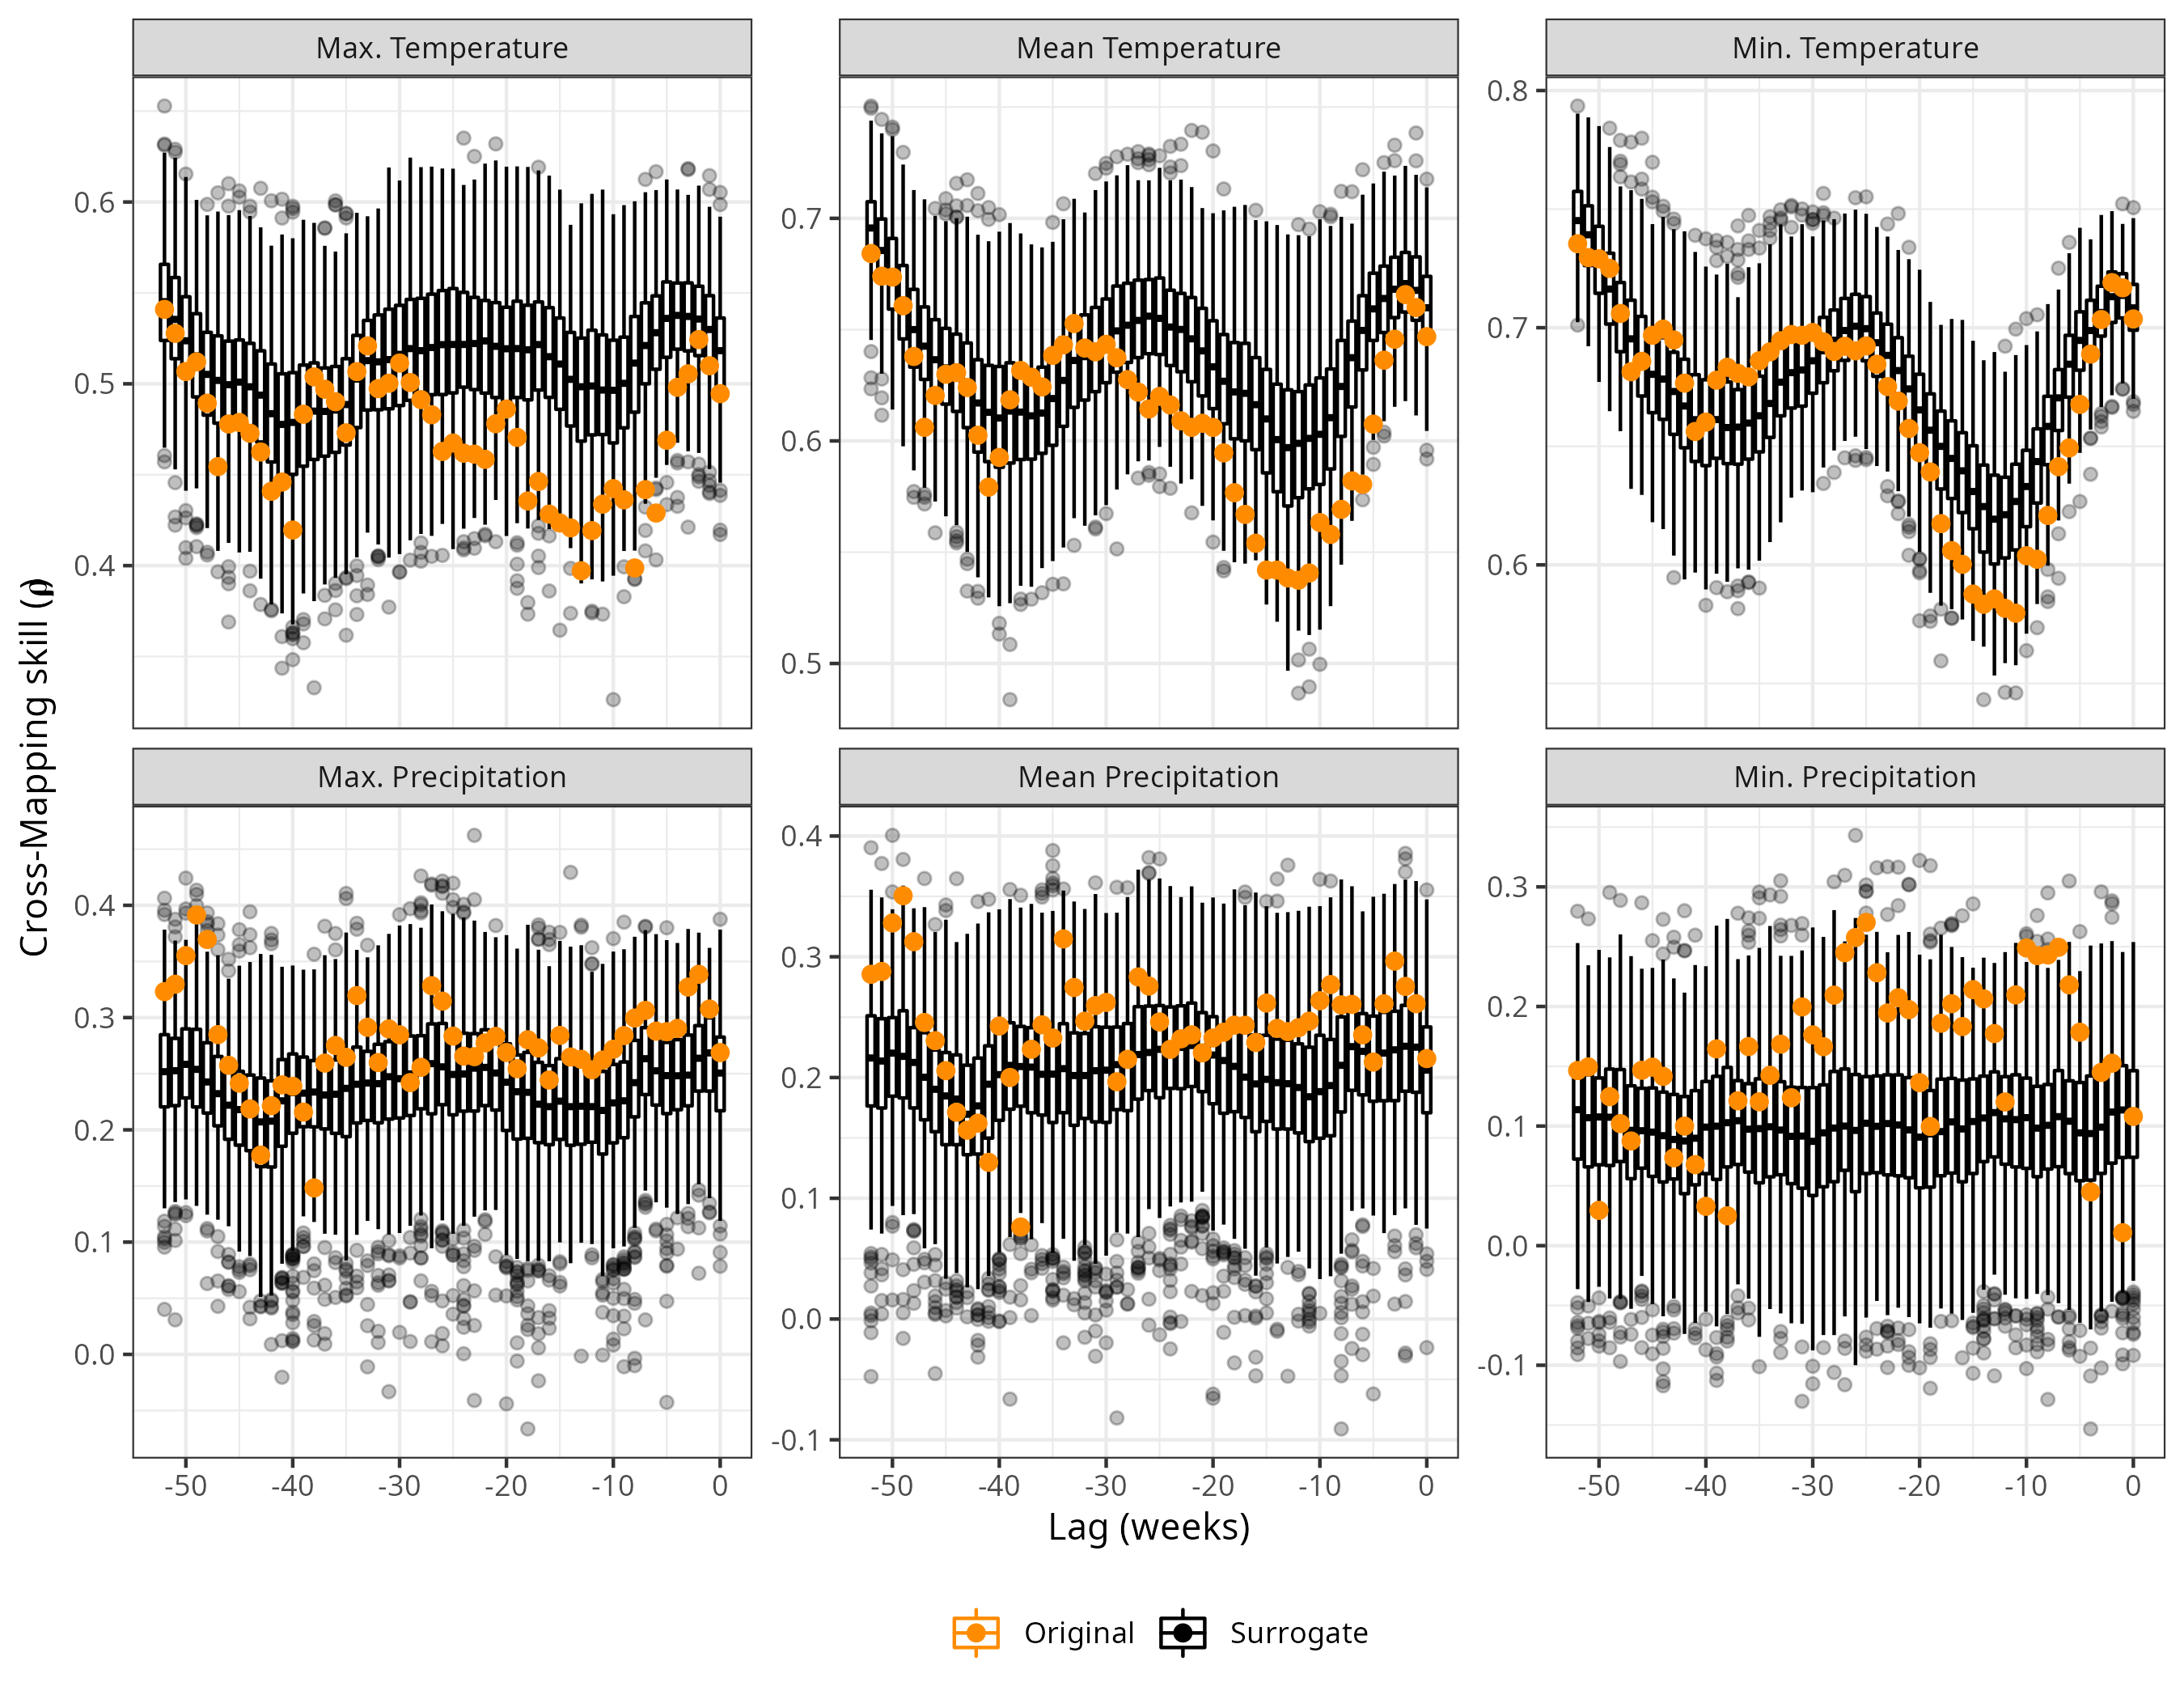 Max. Temperature
Mean Temperature
Min. Temperature
0.6
0.5
0.4
0.7
0.6
0.5
0.8
0.7
0.6
Cross-Mapping skill (ρ)
Max. Precipitation
Mean Precipitation
Min. Precipitation
0.4
0.3
0.2
0.1
0.0
0.4
0.3
0.2
0.1
0.0
-0.1
0.3
0.2
0.1
0.0
-0.1
-50 -40 -30 -20 -10 0
-50 -40 -30 -20 -10 0
-50 -40 -30 -20 -10 0
Lag (weeks)
Original Surrogate